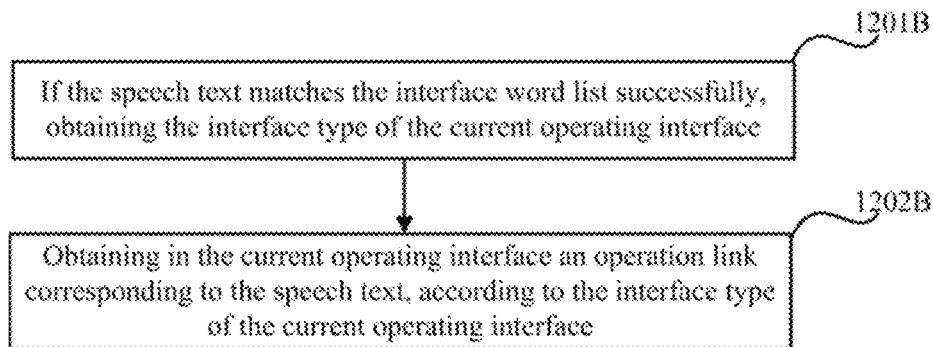 1201B
If the speech text matches the interface word list successfully,
obtaining the interface type of the current operating interface
1202B
Obtaining in the current operating interface an operation link
corresponding to the speech text, according to the interface type
of the current operating interface